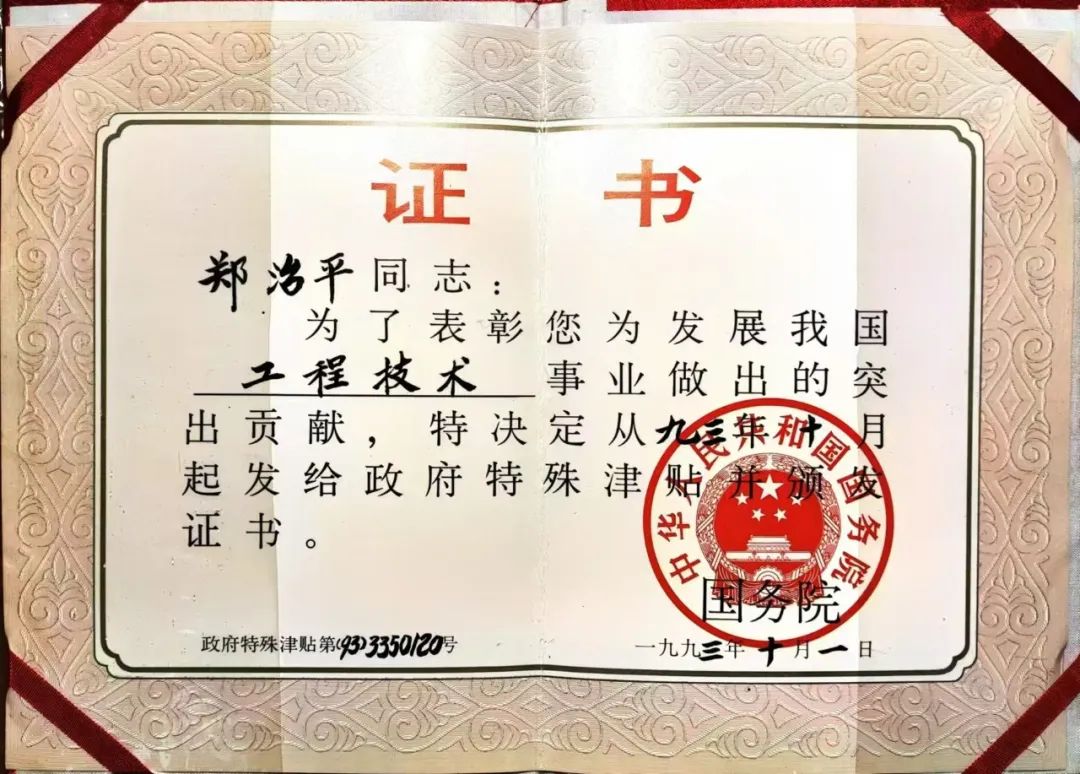 证书
郑治平同志：
为了表彰您为发展我国
工程技术事业做出的突
出贡献，特决定从九三年十月
起发给政府特殊津贴并颁发
证书。
中华人民共和国国务院
国务院
政府特殊津贴第(93)3350120号
一九九三年十月一日